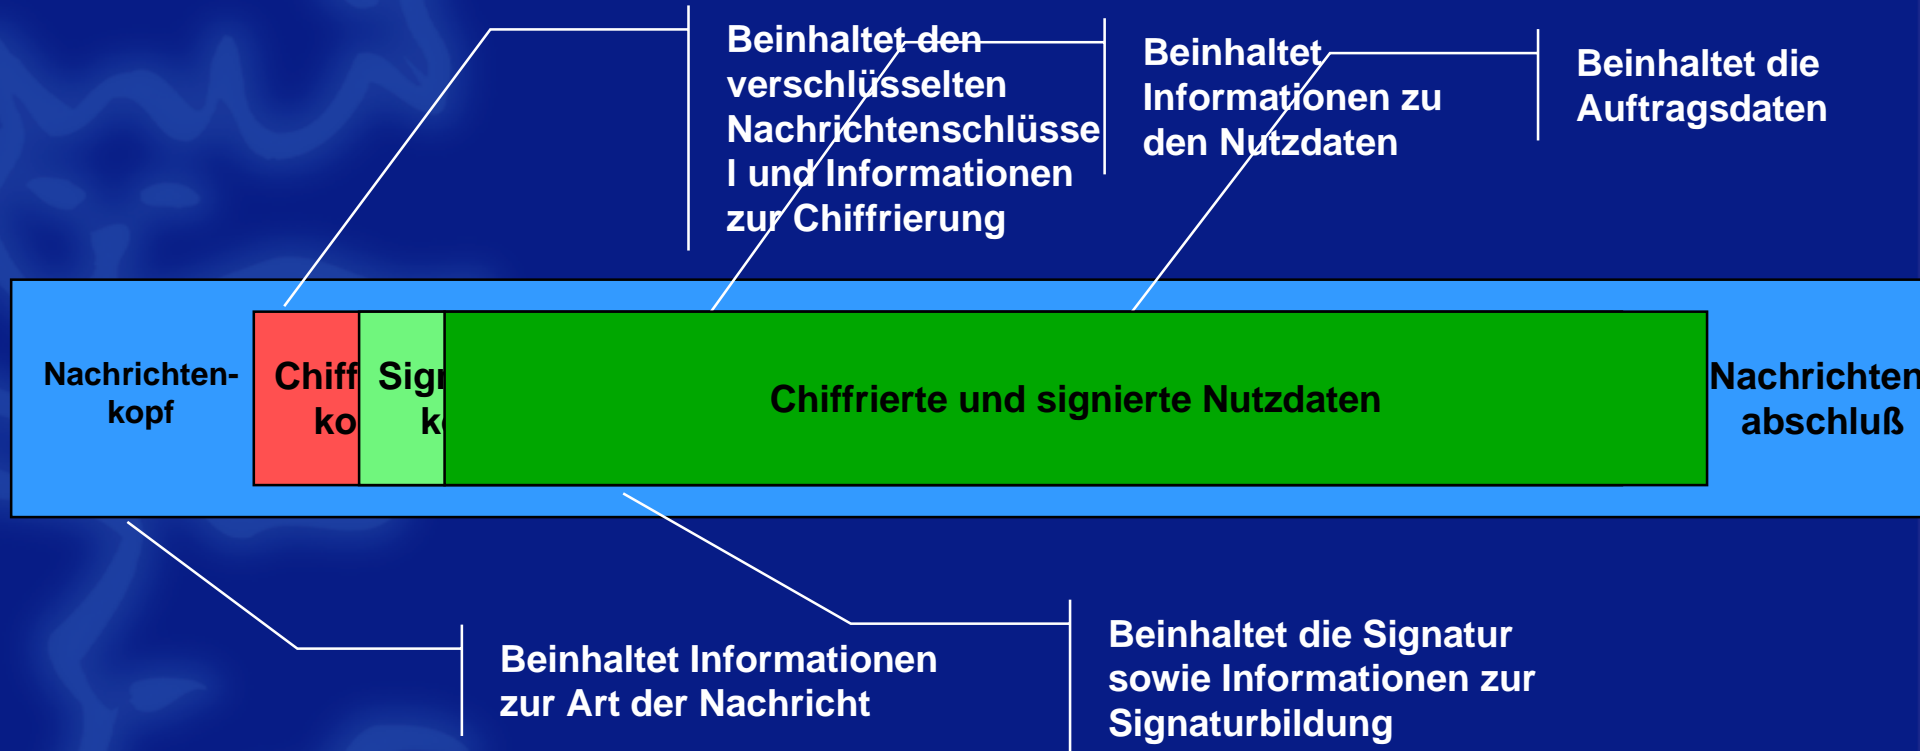 Beinhaltet den
verschlüsselten
Nachrichtenschlüsse
l und Informationen
zur Chiffrierung
Beinhaltet
Informationen zu
den Nutzdaten
Beinhaltet die
Auftragsdaten
Nachrichten-
kopf
Chiff
ko
Sig
k
Chiffrierte und signierte Nutzdaten
Nachrichten
abschluß
Beinhaltet Informationen
zur Art der Nachricht
Beinhaltet die Signatur
sowie Informationen zur
Signaturbildung